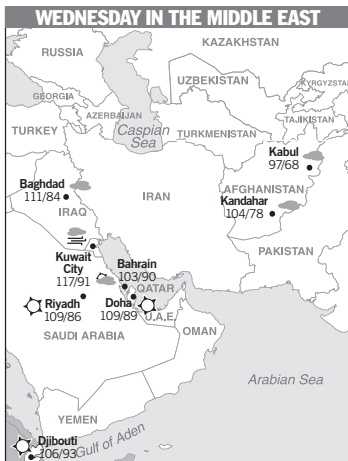 WEDNESDAY IN THE MIDDLE EAST
KAZAKHSTAN
RUSSIA
UZBEKISTAN
KYRGYZSTAN
GEORGIA
TAJIKISTAN
AZERBAIJAN
TURKEY
Caspian
Sea
TURKMENISTAN
Kabul
97/68
Baghdad
111/84
IRAN
AFGHANISTAN
Kandahar
104/78
IRAQ
PAKISTAN
Kuwait
City
117/91
Bahrain
103/90
QATAR
Riyadh
109/86
Doha
109/89
U.A.E.
SAUDI ARABIA
OMAN
Arabian Sea
YEMEN
Djibouti
106/93
Gulf of Aden